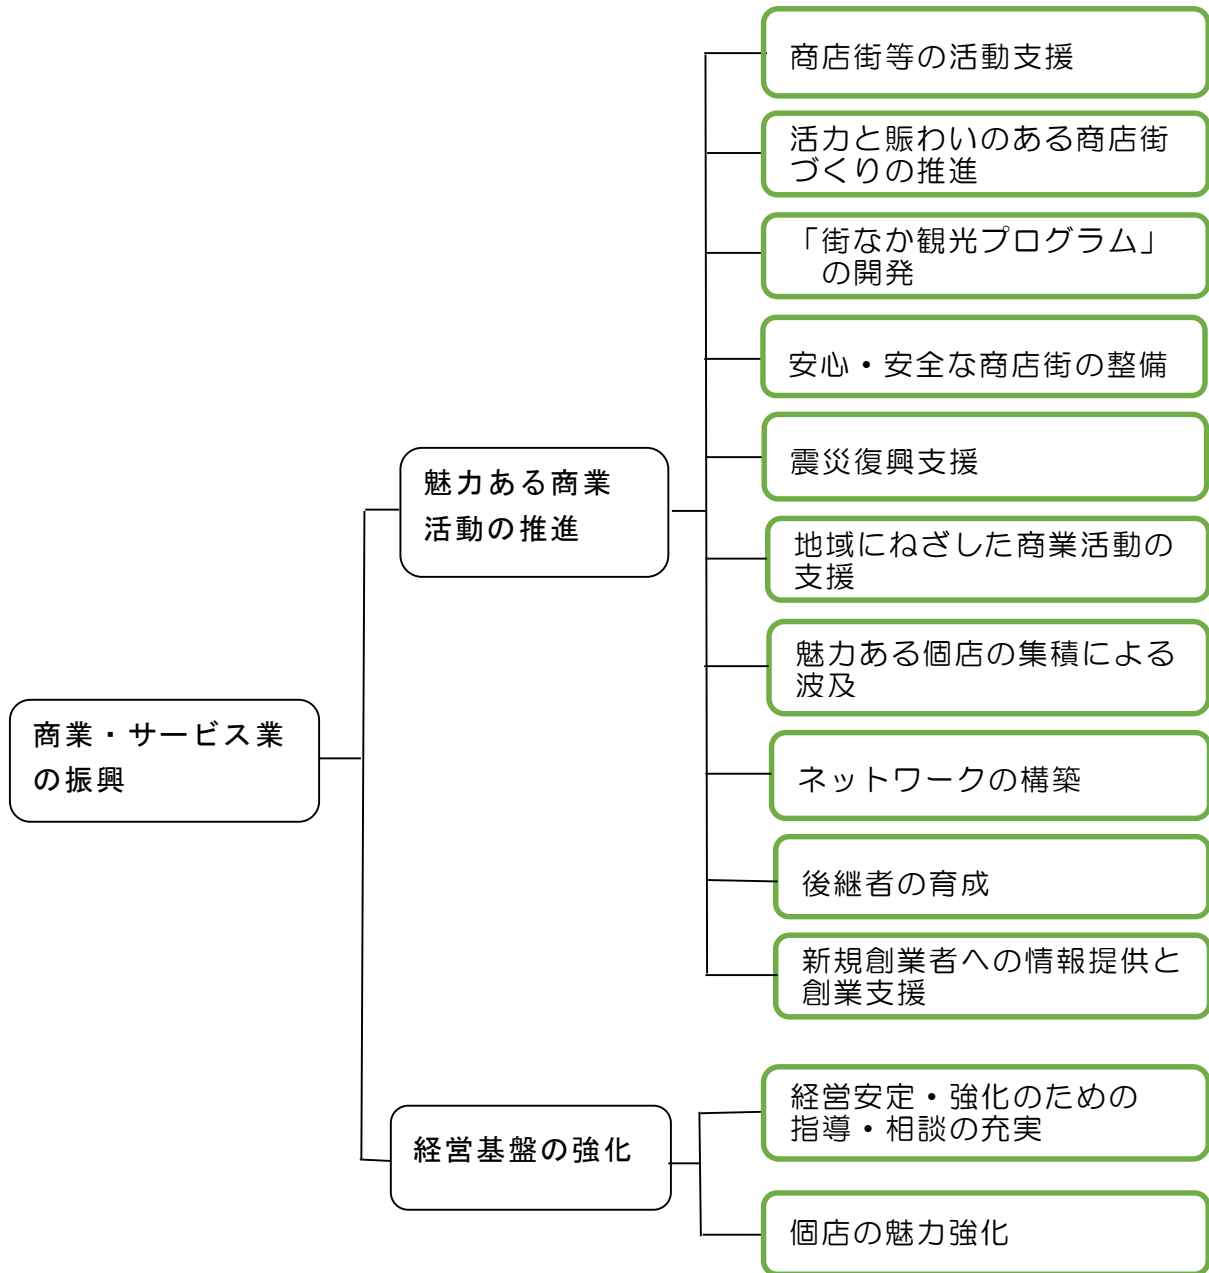 商業・サービス業
の振興
魅力ある商業
活動の推進
商店街等の活動支援
活力と賑わいのある商店街
づくりの推進
「街なか観光プログラム」
の開発
安心・安全な商店街の整備
震災復興支援
地域にねざした商業活動の
支援
魅力ある個店の集積による
波及
ネットワークの構築
後継者の育成
新規創業者への情報提供と
創業支援
経営基盤の強化
経営安定・強化のための
指導・相談の充実
個店の魅力強化